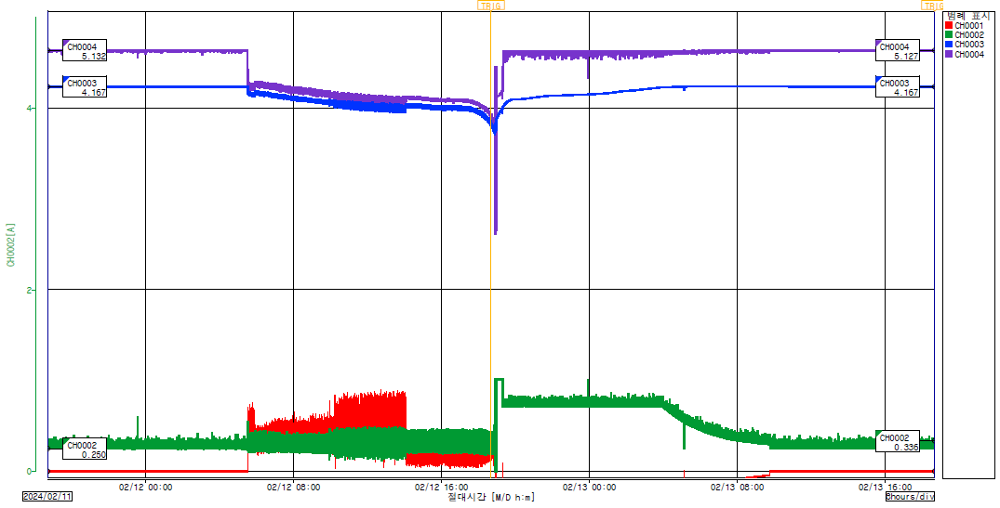 TRIG
TRIG
범례 표시
CH0001
CH0002
CH0003
CH0004
CH0004
5.132
CH0004
5.127
CH0003
4.167
CH0003
4.167
4
CH0002[A]
2
CH0002
0.250
CH0002
0.336
0
02/12 00:00
02/12 08:00
02/12 16:00
02/13 00:00
02/13 08:00
02/13 16:00
2024/02/11
절대시간 [M/D h:m]
8hours/div